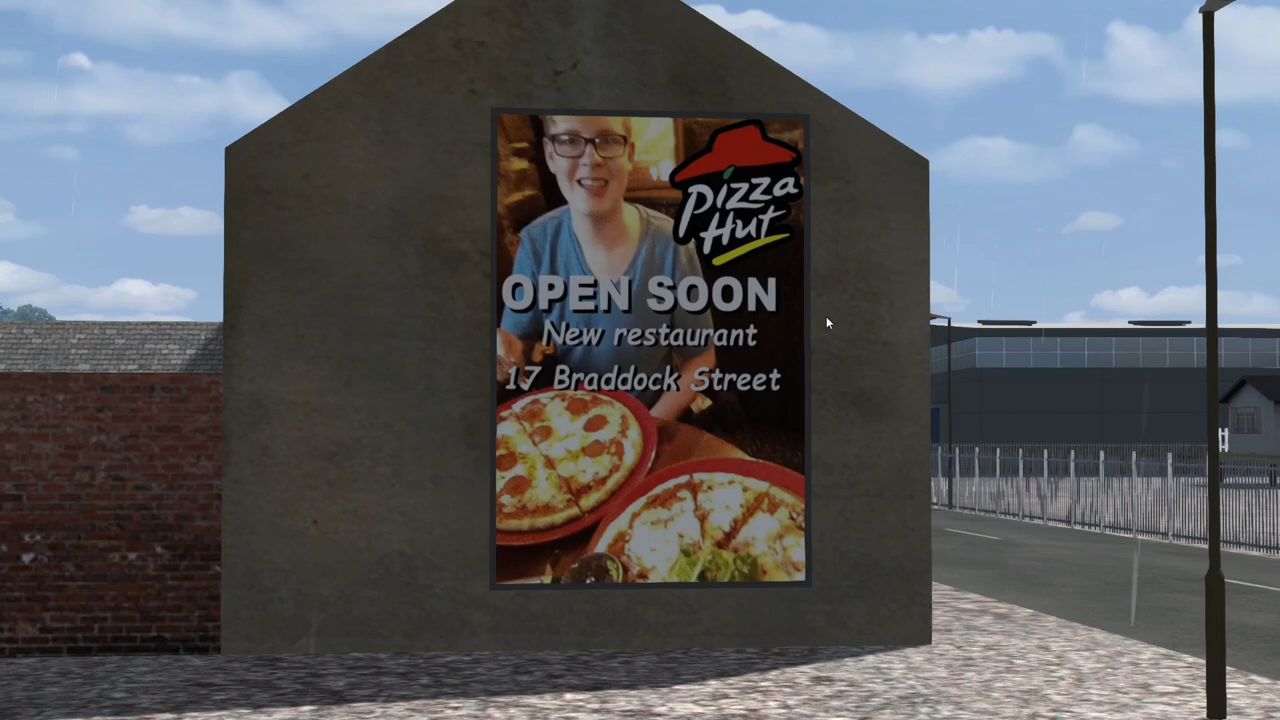 Pizza
Hut
OPEN SOON
New restaurant
17 Braddock Street